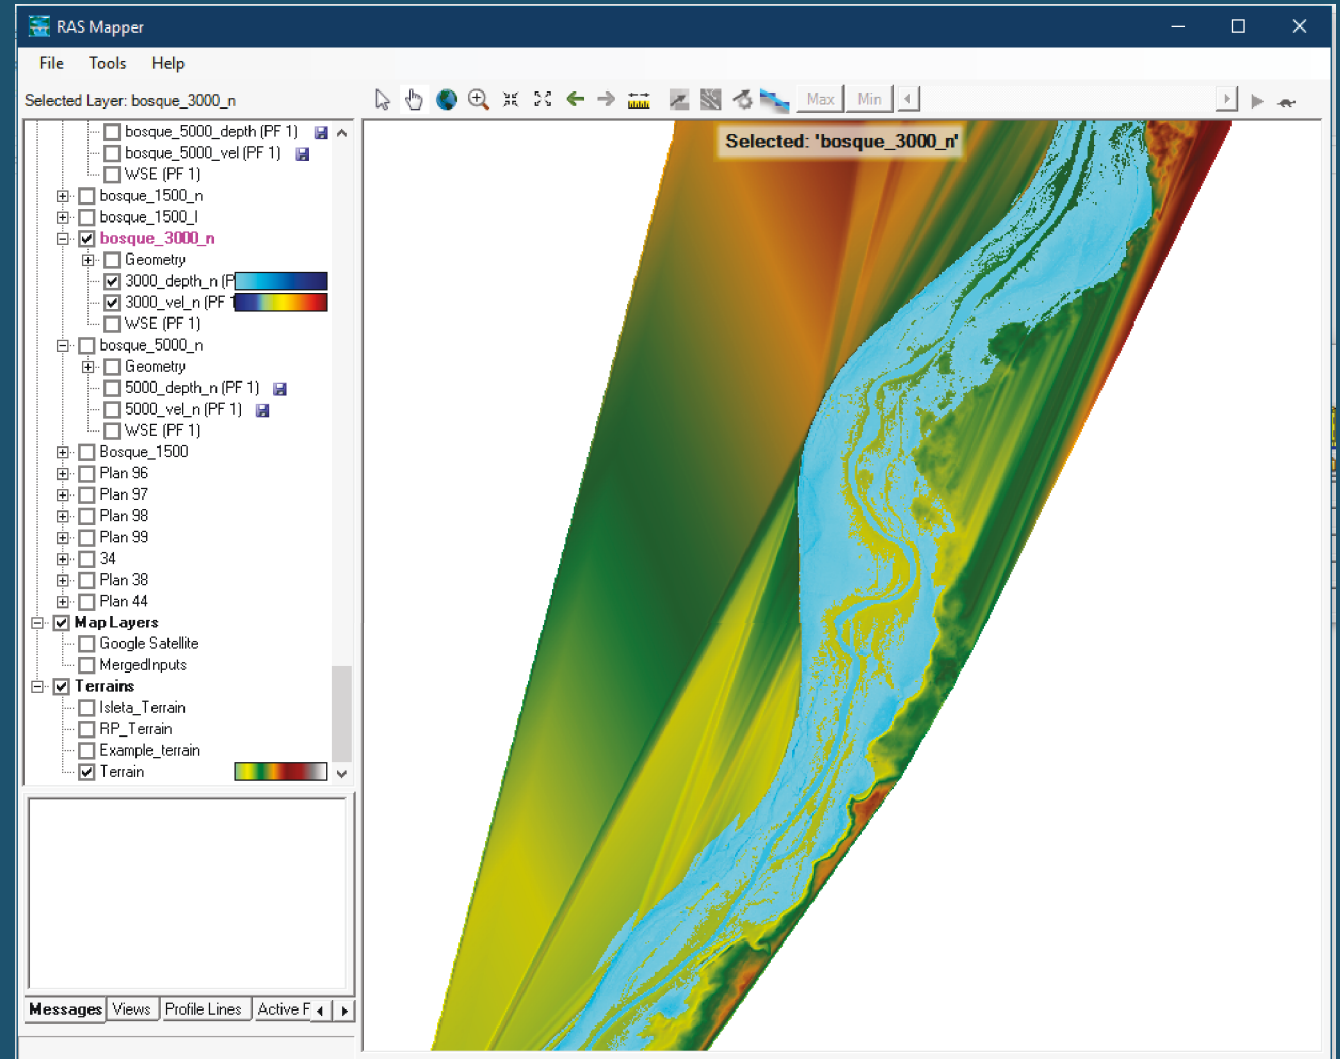 RAS Mapper
File Tools Help
Selected Layer: bosque_3000_n
Max Min
bosque_5000_depth (PF 1)
bosque_5000_vel (PF 1)
WSE (PF 1)
bosque_1500_n
bosque_1500_l
bosque_3000_n
Geometry
3000_depth_n (P
3000_vel_n (PF 1
WSE (PF 1)
bosque_5000_n
Geometry
5000_depth_n (PF 1)
5000_vel_n (PF 1)
WSE (PF 1)
Bosque_1500
Plan 96
Plan 97
Plan 98
Plan 99
34
Plan 38
Plan 44
Map Layers
Google Satellite
MergedInputs
Terrains
Isleta_Terrain
RP_Terrain
Example_terrain
Terrain
Selected: 'bosque_3000_n'
Messages Views Profile Lines Active F